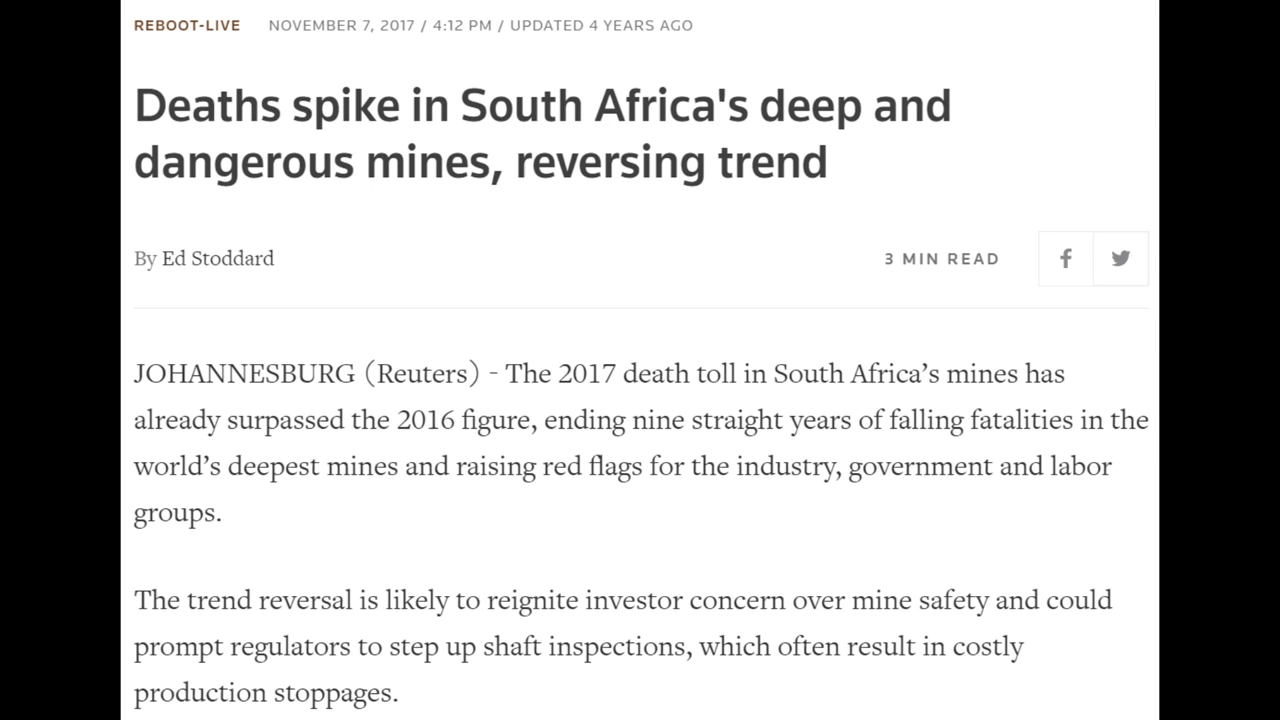 REBOOT-LIVE NOVEMBER 7, 2017 / 4:12 PM / UPDATED 4 YEARS AGO
Deaths spike in South Africa's deep and
dangerous mines, reversing trend
By Ed Stoddard 3 MIN READ
JOHANNESBURG (Reuters) - The 2017 death toll in South Africa’s mines has
already surpassed the 2016 figure, ending nine straight years of falling fatalities in the
world’s deepest mines and raising red flags for the industry, government and labor
groups.
The trend reversal is likely to reignite investor concern over mine safety and could
prompt regulators to step up shaft inspections, which often result in costly
production stoppages.